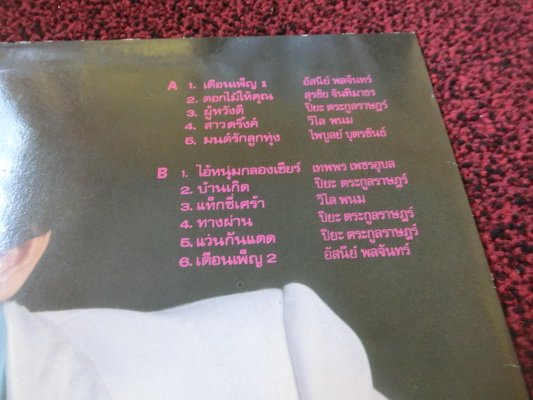 A 1. เดือนเพ็ญ 1 อัสนีย์ พลจันทร์
2. ดอกไม้ให้คุณ สุรชัย จันทิมาธร
3. ผู้หวังดี ปิยะ ตระกูลราษฎร์
4. สาวดริ๊งค์ วิไล พนม
5. มนต์รักลูกทุ่ง ไพบูลย์ บุตรขันธ์
B 1. ไอ้หนุ่มกลองเชียร์ เทพพร เพชรอุบล
2. บ้านเกิด ปิยะ ตระกูลราษฎร์
3. แท็กซี่เศร้า วิไล พนม
4. ทางผ่าน ปิยะ ตระกูลราษฎร์
5. แว่นกันแดด ปิยะ ตระกูลราษฎร์
6. เดือนเพ็ญ 2 อัสนีย์ พลจันทร์